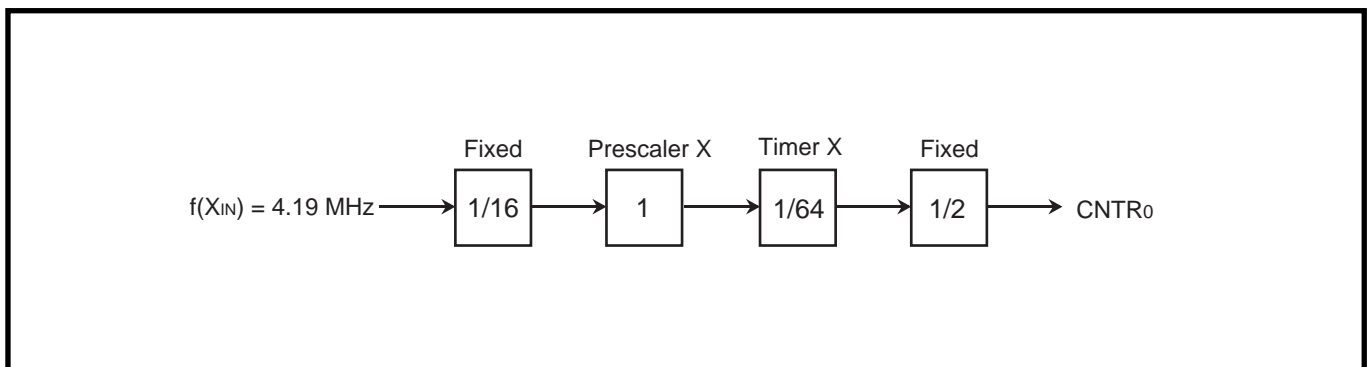 Fixed Prescaler X Timer X Fixed
f(XIN) = 4.19 MHz 1/16 1 1/64 1/2 CNTR0